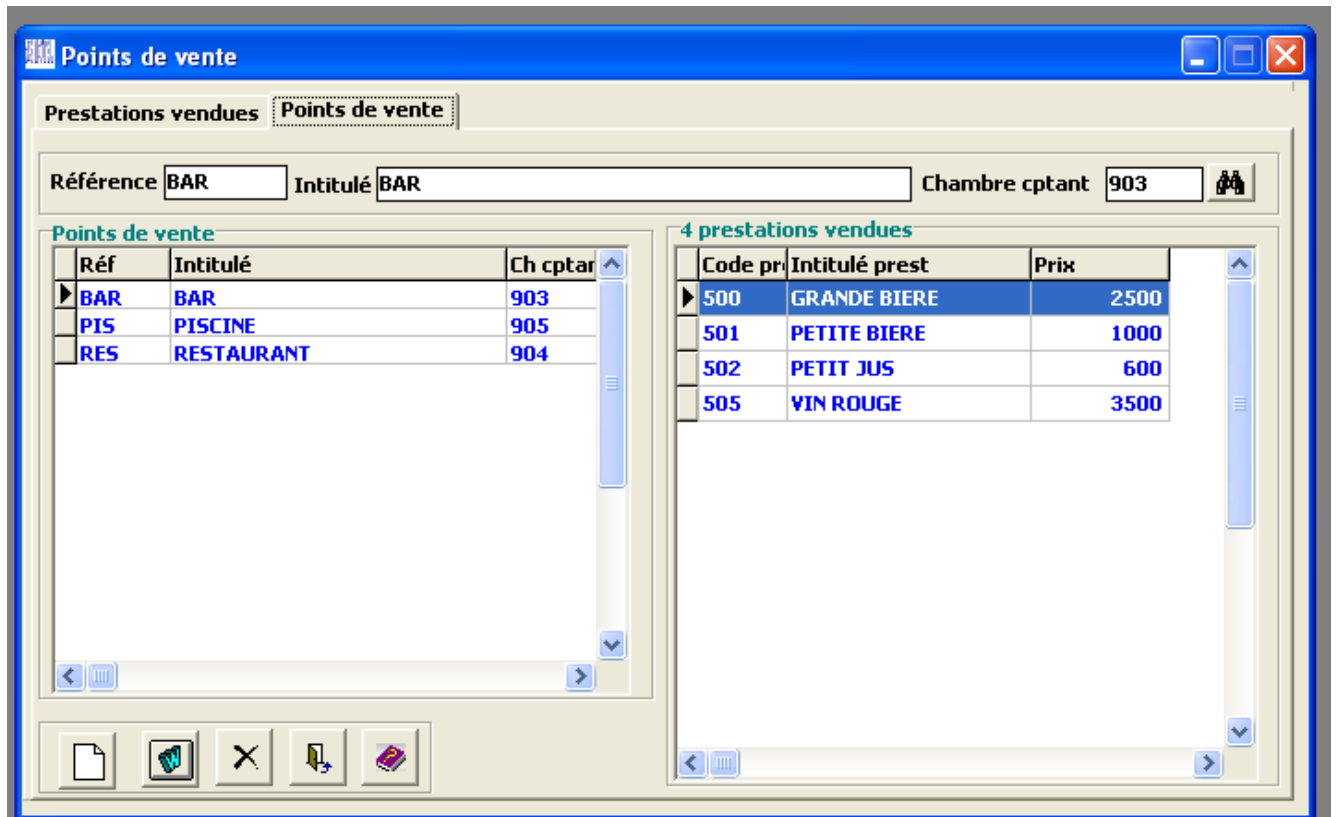 Points de vente
Prestations vendues Points de vente
Référence BAR Intitulé BAR Chambre cptant 903
Points de vente
Réf Intitulé Ch cptar
BAR BAR 903
PIS PISCINE 905
RES RESTAURANT 904
4 prestations vendues
Code pr Intitulé prest Prix
500 GRANDE BIERE 2500
501 PETITE BIERE 1000
502 PETIT JUS 600
505 VIN ROUGE 3500